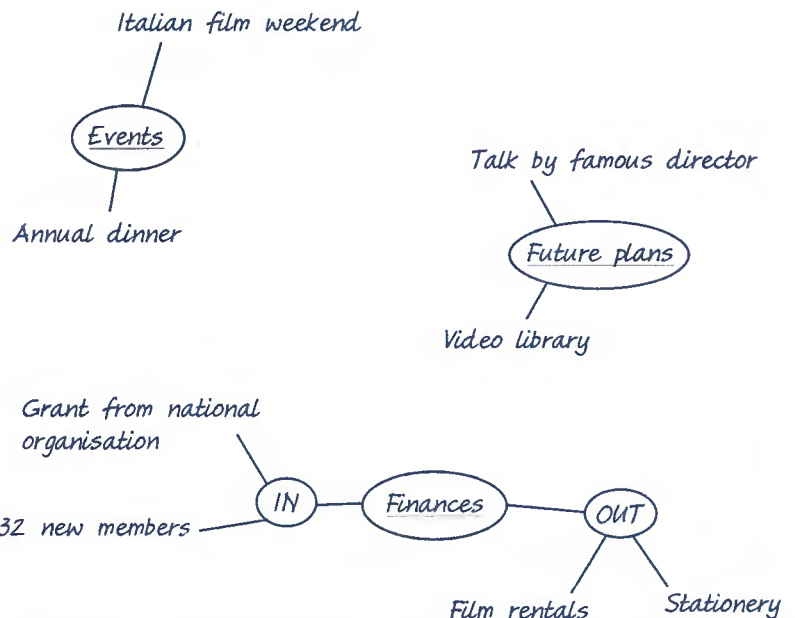 Italian film weekend
Events
Annual dinner
Talk by famous director
Future plans
Video library
Grant from national
organisation
IN
Finances
OUT
32 new members
Film rentals
Stationery